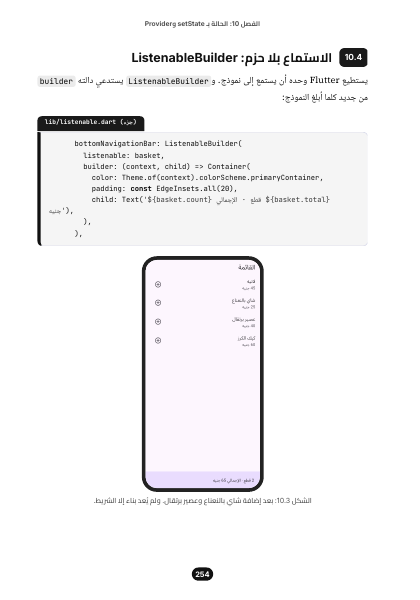 الفصل 10: الحالة بـ setState وProvider
10.4 الاستماع بلا حزم: ListenableBuilder
يستطيع Flutter وحده أن يستمع إلى نموذج. و ListenableBuilder يستدعي دالته builder
من جديد كلما أبلغ النموذج:
lib/listenable.dart (جزء)
bottomNavigationBar: ListenableBuilder(
listenable: basket,
builder: (context, child) => Container(
color: Theme.of(context).colorScheme.primaryContainer,
padding: const EdgeInsets.all(20),
child: Text('${basket.count} قطع · الإجمالي ${basket.total}
جنيه'),
),
),
القائمة
شاي بالنعناع
عصير برتقال
الشكل 10.3: بعد إضافة شاي بالنعناع وعصير برتقال. ولم يُعد بناء إلا الشريط.
254